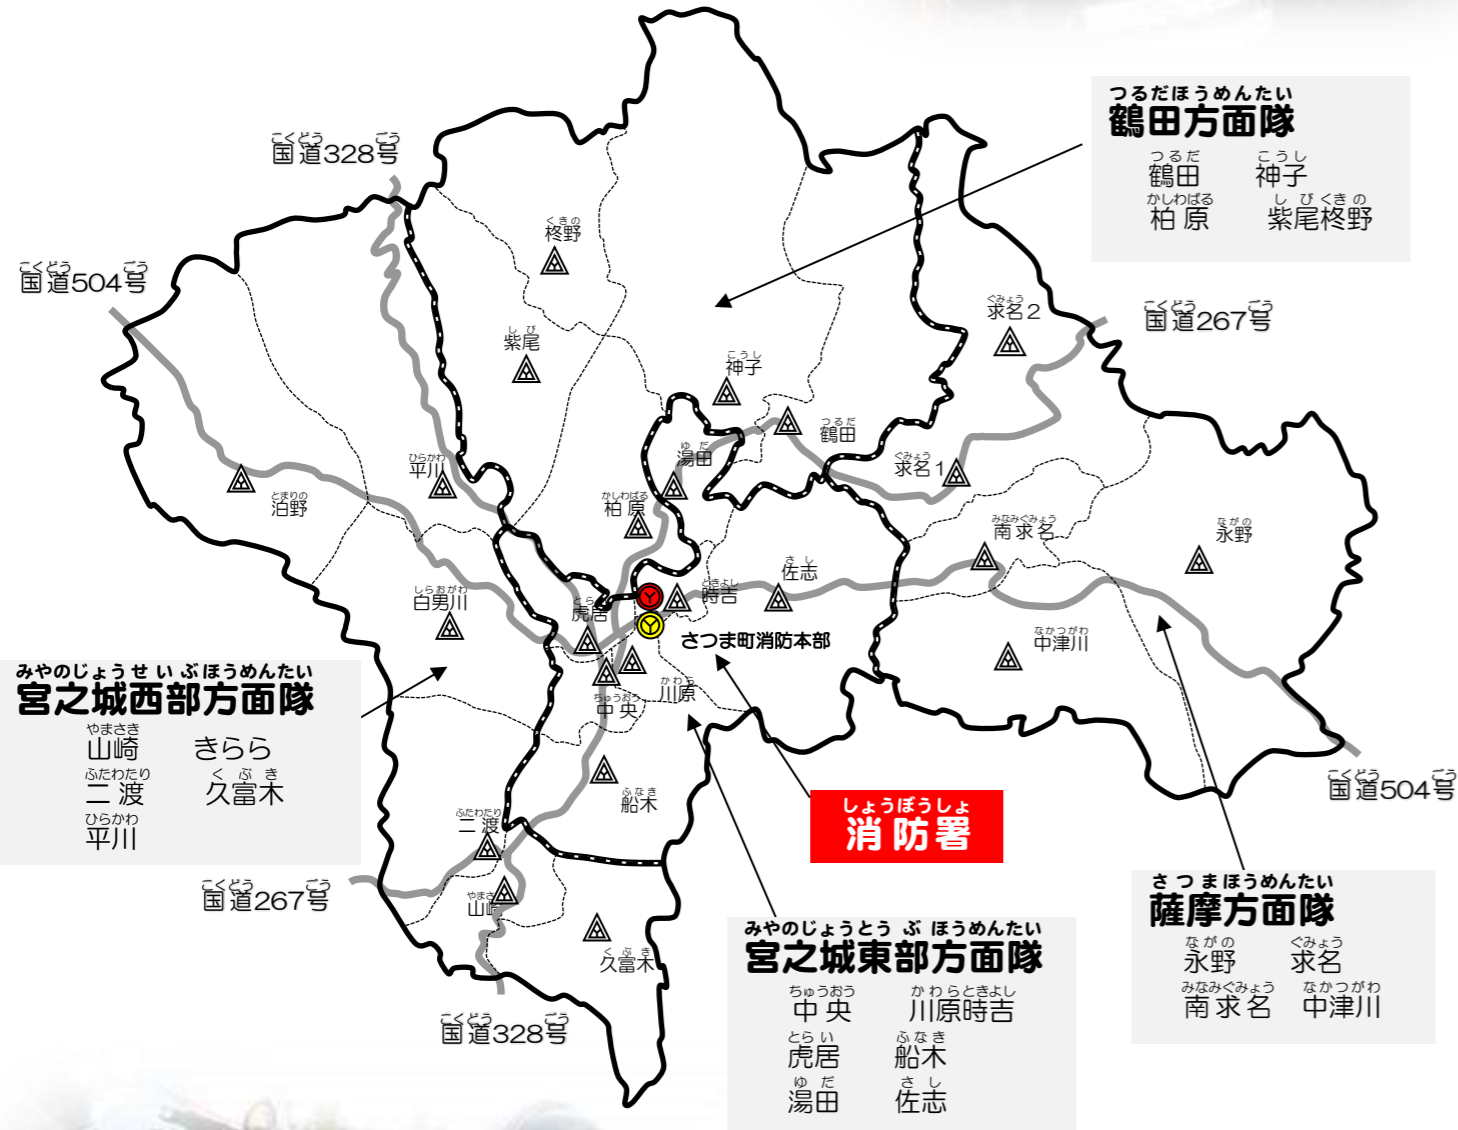 つるだほうめんたい
鶴田方面隊
つるだ こうし
鶴田 神子
かしわばる しびくきの
柏原 紫尾柊野
こくどう ごう
国道328号
こくどう ごう
国道504号
くきの
柊野
しび
紫尾
こうし
神子
つるだ
鶴田
ぐみょう
求名2
こくどう ごう
国道267号
ぐみょう
求名1
ゆだ
湯田
ひらかわ
平川
かしわばる
柏原
とまりの
泊野
みなみぐみょう
南求名
ながの
永野
さし
佐志
ときよし
時吉
しらおがわ
白男川
とら
虎居
さつま町消防本部
なかつがわ
中津川
かわら
川原
ちゅうおう
中央
みやのじょうせいぶほうめんたい
宮之城西部方面隊
やまさき
山崎 きらら
ふたわたり くぶき
二渡 久富木
ひらかわ
平川
ふなき
船木
ふたわたり
二渡
しょうぼうしょ
消防署
こくどう ごう
国道504号
こくどう ごう
国道267号
やまさ
山崎
くぶき
久富木
こくどう ごう
国道328号
みやのじょうとうぶほうめんたい
宮之城東部方面隊
ちゅうおう かわらときよし
中央 川原時吉
とらい ふなき
虎居 船木
ゆだ さし
湯田 佐志
さつまほうめんたい
薩摩方面隊
ながの ぐみょう
永野 求名
みなみぐみょう なかつがわ
南求名 中津川